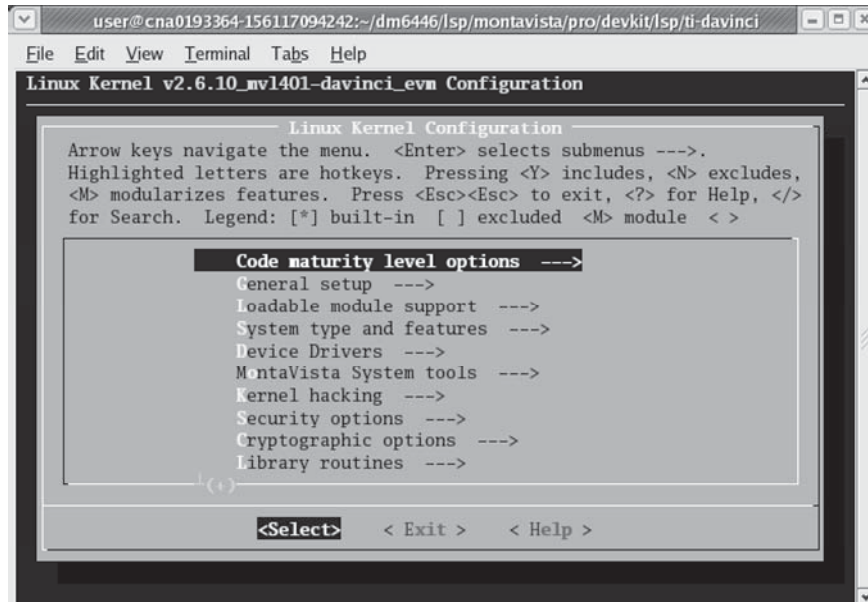 user@cna0193364-156117094242:~/dm6446/lsp/montavista/pro/devkit/lsp/ti-davinci
File Edit View Terminal Tabs Help
Linux Kernel v2.6.10_mvl401-davinci_evm Configuration
Linux Kernel Configuration
Arrow keys navigate the menu. <Enter> selects submenus --->.
Highlighted letters are hotkeys. Pressing <Y> includes, <N> excludes,
<M> modularizes features. Press <Esc><Esc> to exit, <?> for Help, </>
for Search. Legend: [*] built-in [ ] excluded <M> module < >
Code maturity level options --->
General setup --->
Loadable module support --->
System type and features --->
Device Drivers --->
MontaVista System tools --->
Kernel hacking --->
Security options --->
Cryptographic options --->
Library routines --->
(+)
<Select> < Exit > < Help >